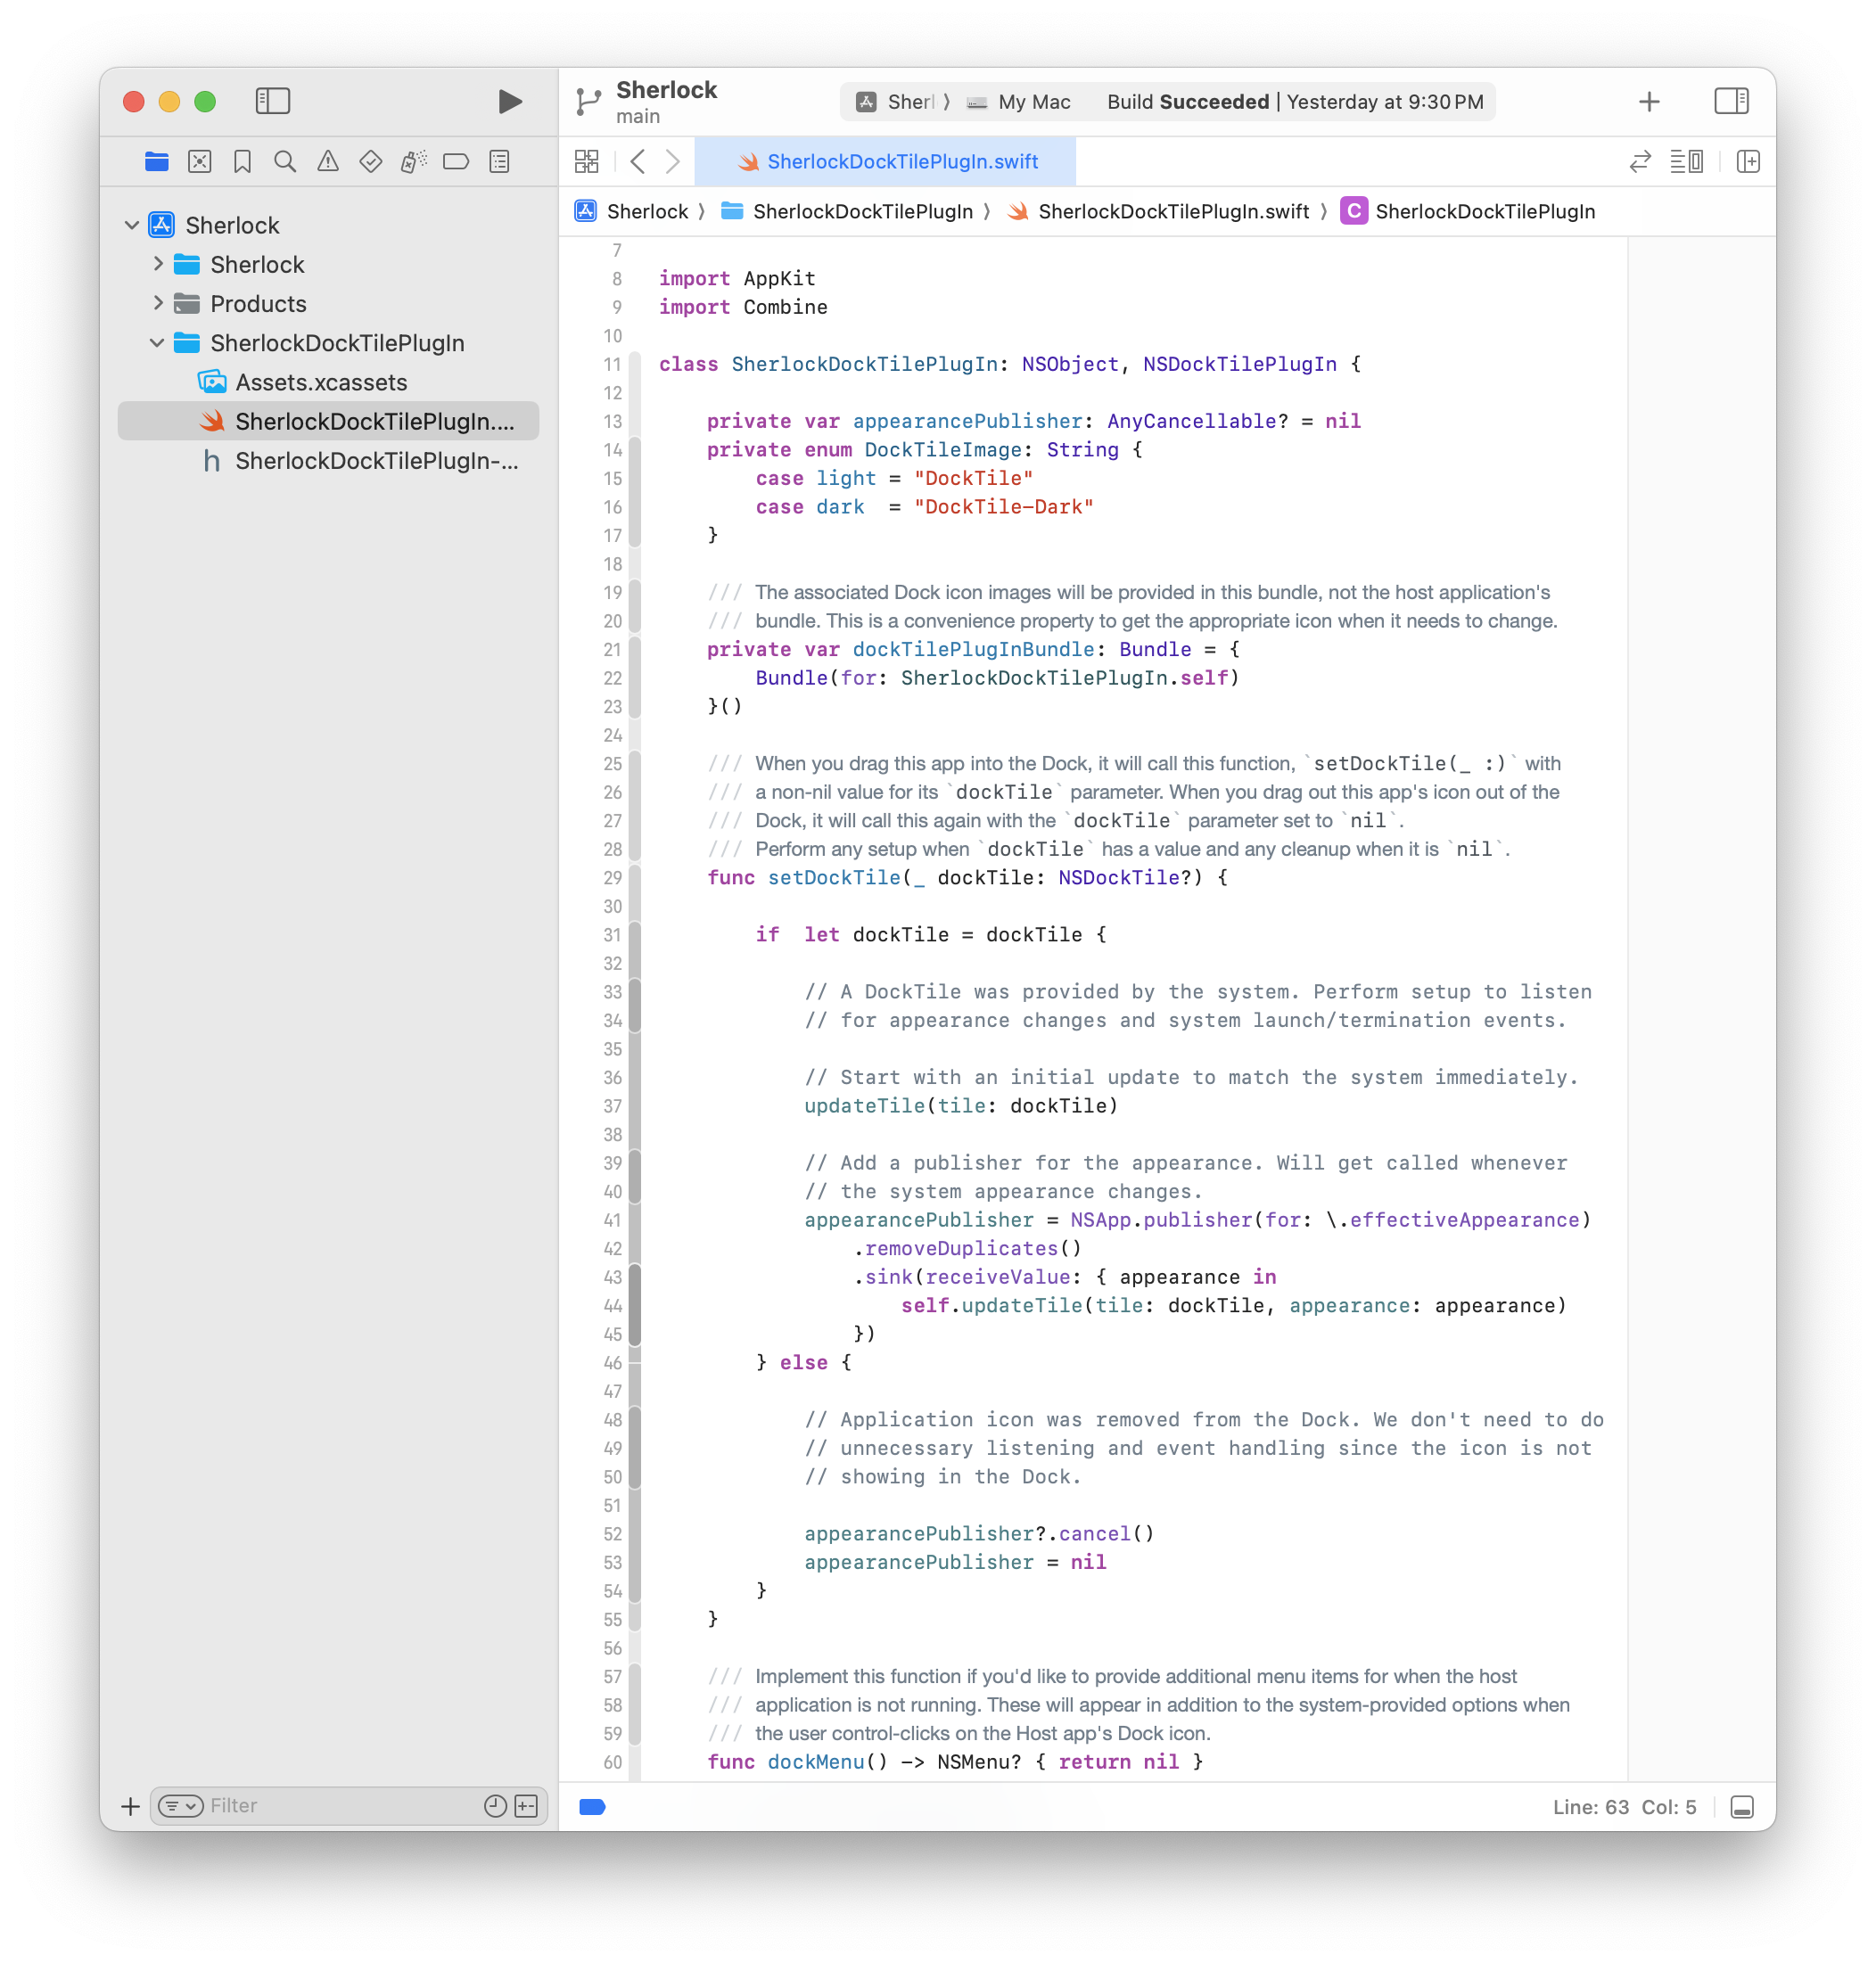 Sherlock
main
Sherl 〉 My Mac
Build Succeeded | Yesterday at 9:30 PM
SherlockDockTilePlugIn.swift
Sherlock 〉 SherlockDockTilePlugIn 〉 SherlockDockTilePlugIn.swift 〉 C SherlockDockTilePlugIn
Sherlock
Sherlock
Products
SherlockDockTilePlugIn
Assets.xcassets
SherlockDockTilePlugIn....
h SherlockDockTilePlugIn-...
Filter
7
8 import AppKit
9 import Combine
10
11 class SherlockDockTilePlugIn: NSObject, NSDockTilePlugIn {
12
13     private var appearancePublisher: AnyCancellable? = nil
14     private enum DockTileImage: String {
15         case light = "DockTile"
16         case dark  = "DockTile-Dark"
17     }
18
19     /// The associated Dock icon images will be provided in this bundle, not the host application's
20     /// bundle. This is a convenience property to get the appropriate icon when it needs to change.
21     private var dockTilePlugInBundle: Bundle = {
22         Bundle(for: SherlockDockTilePlugIn.self)
23     }()
24
25     /// When you drag this app into the Dock, it will call this function, `setDockTile(_ :)` with
26     /// a non-nil value for its `dockTile` parameter. When you drag out this app's icon out of the
27     /// Dock, it will call this again with the `dockTile` parameter set to `nil`.
28     /// Perform any setup when `dockTile` has a value and any cleanup when it is `nil`.
29     func setDockTile(_ dockTile: NSDockTile?) {
30
31         if  let dockTile = dockTile {
32
33             // A DockTile was provided by the system. Perform setup to listen
34             // for appearance changes and system launch/termination events.
35
36             // Start with an initial update to match the system immediately.
37             updateTile(tile: dockTile)
38
39             // Add a publisher for the appearance. Will get called whenever
40             // the system appearance changes.
41             appearancePublisher = NSApp.publisher(for: \.effectiveAppearance)
42                 .removeDuplicates()
43                 .sink(receiveValue: { appearance in
44                     self.updateTile(tile: dockTile, appearance: appearance)
45                 })
46         } else {
47
48             // Application icon was removed from the Dock. We don't need to do
49             // unnecessary listening and event handling since the icon is not
50             // showing in the Dock.
51
52             appearancePublisher?.cancel()
53             appearancePublisher = nil
54         }
55     }
56
57     /// Implement this function if you'd like to provide additional menu items for when the host
58     /// application is not running. These will appear in addition to the system-provided options when
59     /// the user control-clicks on the Host app's Dock icon.
60     func dockMenu() -> NSMenu? { return nil }
Line: 63 Col: 5